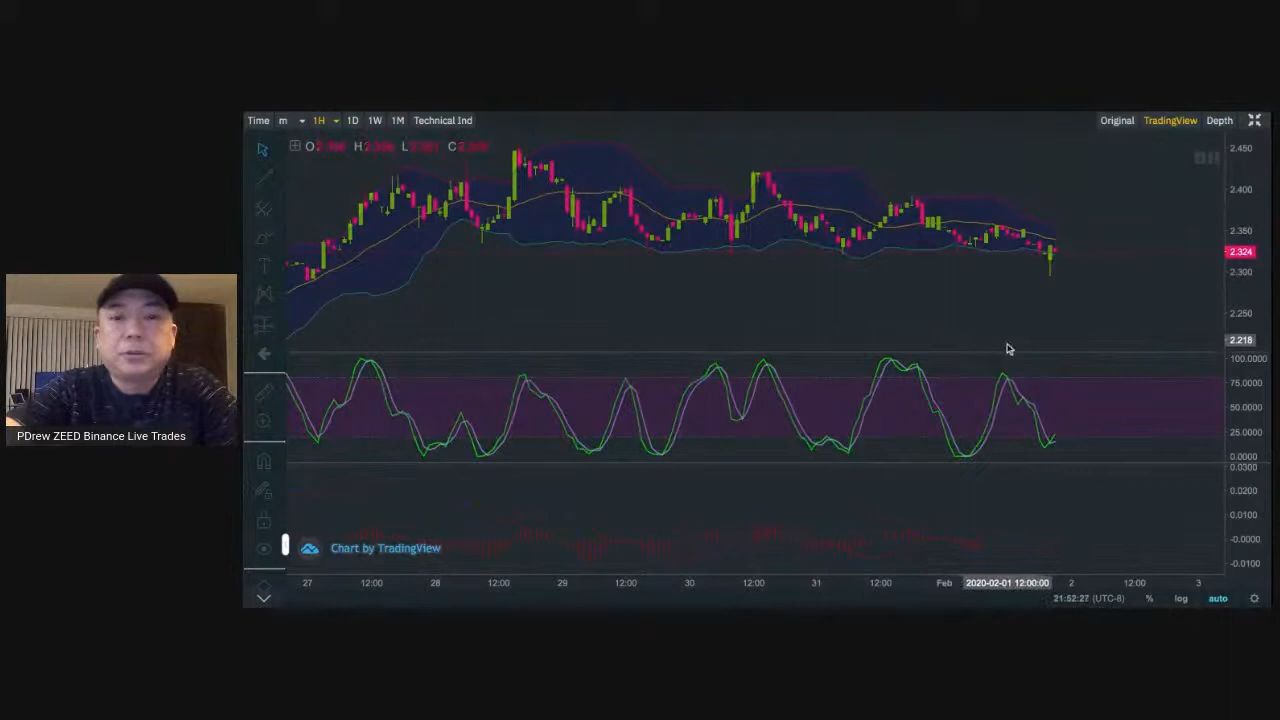 Time m 1H 1D 1W 1M Technical Ind Original TradingView Depth
O H L C
2.450
2.400
2.350
2.324
2.300
2.250
2.218
100.0000
75.0000
50.0000
25.0000
0.0000
0.0300
0.0200
0.0100
-0.0000
-0.0100
PDrew ZEED Binance Live Trades
Chart by TradingView
27 12:00 28 12:00 29 12:00 30 12:00 31 12:00 Feb 2020-02-01 12:00:00 2 12:00 3
21:52:27 (UTC-8) % log auto